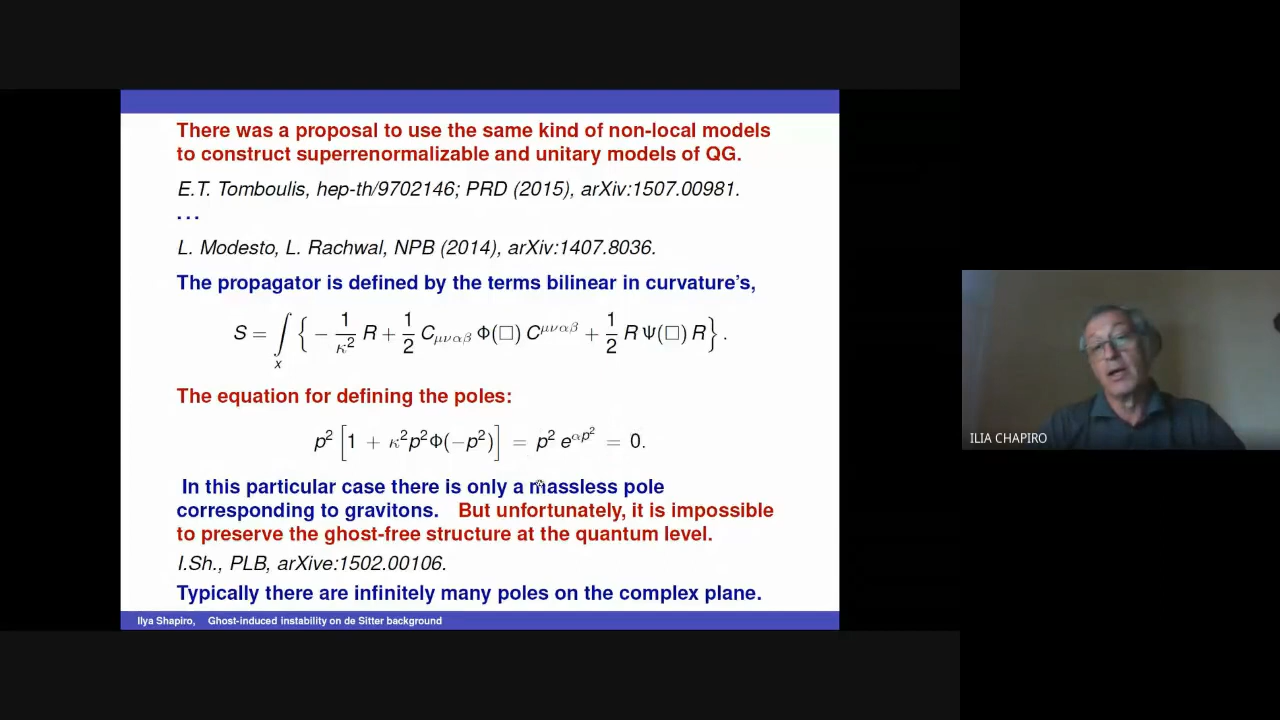 There was a proposal to use the same kind of non-local models
to construct superrenormalizable and unitary models of QG.
E.T. Tomboulis, hep-th/9702146; PRD (2015), arXiv:1507.00981.
...
L. Modesto, L. Rachwal, NPB (2014), arXiv:1407.8036.
The propagator is defined by the terms bilinear in curvature's,
S = ∫ₓ { − 1/κ² R + 1/2 C_{μναβ} Φ(□) C^{μναβ} + 1/2 R Ψ(□) R } .
The equation for defining the poles:
p² [1 + κ²p²Φ(−p²)] = p² e^{αp²} = 0.
In this particular case there is only a massless pole
corresponding to gravitons. But unfortunately, it is impossible
to preserve the ghost-free structure at the quantum level.
I.Sh., PLB, arXive:1502.00106.
Typically there are infinitely many poles on the complex plane.
Ilya Shapiro, Ghost-induced instability on de Sitter background
ILIA CHAPIRO